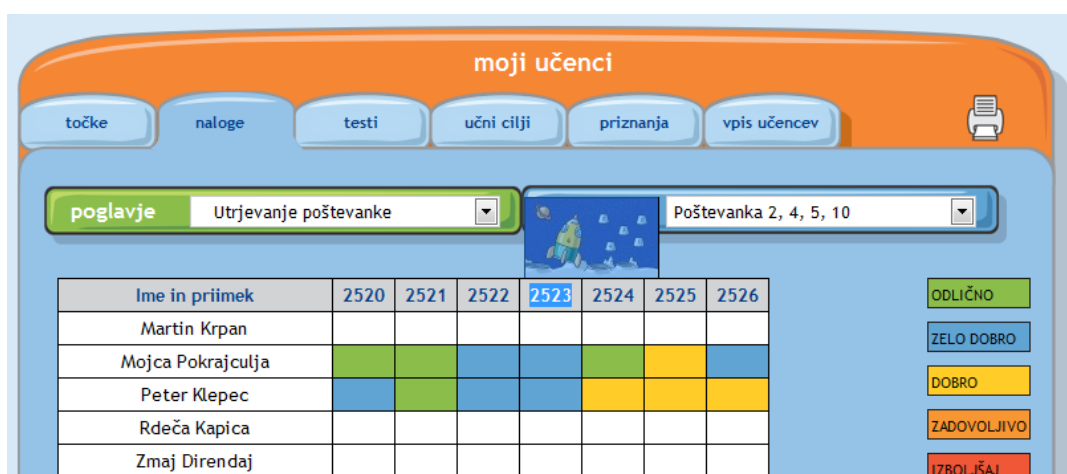 moji učenci
točke naloge testi učni cilji priznanja vpis učencev
poglavje Utrjevanje poštevanke Poštevanka 2, 4, 5, 10
Ime in priimek 2520 2521 2522 2523 2524 2525 2526
Martin Krpan
Mojca Pokrajculja
Peter Klepec
Rdeča Kapica
Zmaj Direndaj
ODLIČNO
ZELO DOBRO
DOBRO
ZADOVOLJIVO
IZBOLJŠAJ